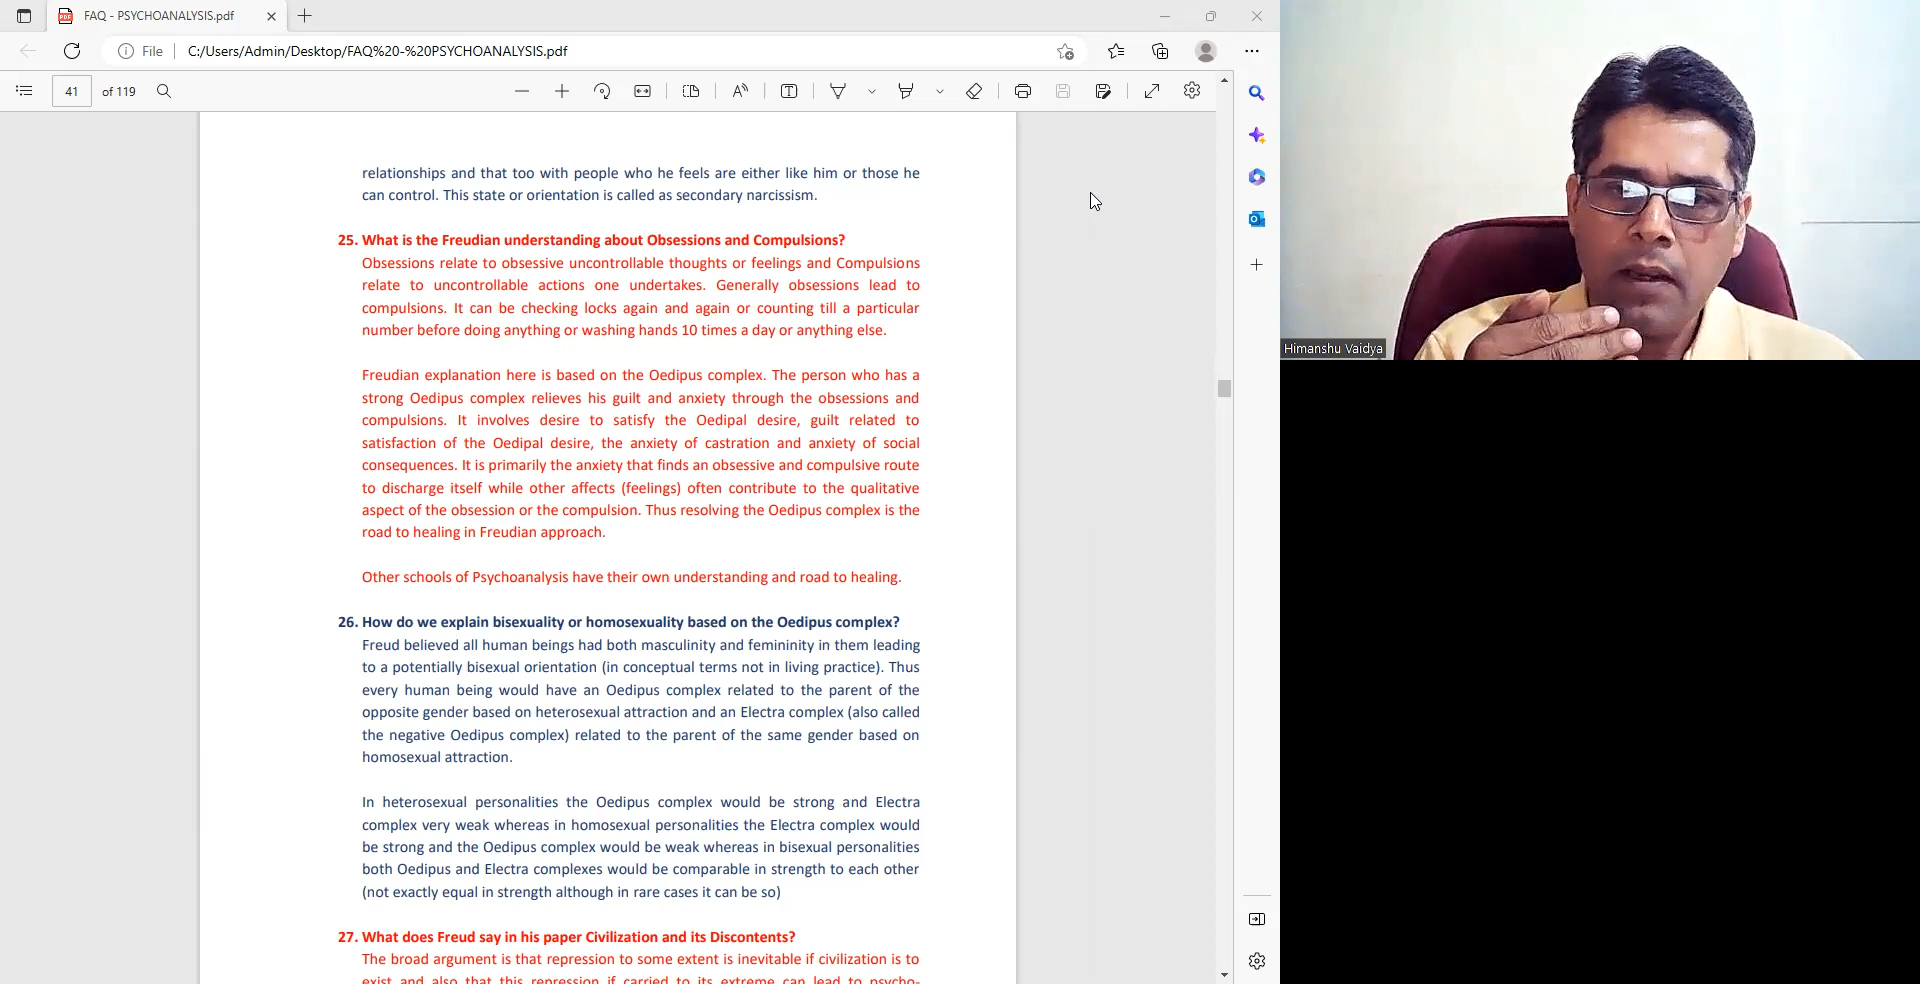 FAQ - PSYCHOANALYSIS.pdf
File
C:/Users/Admin/Desktop/FAQ%20-%20PSYCHOANALYSIS.pdf
41
of 119
relationships and that too with people who he feels are either like him or those he
can control. This state or orientation is called as secondary narcissism.
25. What is the Freudian understanding about Obsessions and Compulsions?
Obsessions relate to obsessive uncontrollable thoughts or feelings and Compulsions
relate to uncontrollable actions one undertakes. Generally obsessions lead to
compulsions. It can be checking locks again and again or counting till a particular
number before doing anything or washing hands 10 times a day or anything else.
Freudian explanation here is based on the Oedipus complex. The person who has a
strong Oedipus complex relieves his guilt and anxiety through the obsessions and
compulsions. It involves desire to satisfy the Oedipal desire, guilt related to
satisfaction of the Oedipal desire, the anxiety of castration and anxiety of social
consequences. It is primarily the anxiety that finds an obsessive and compulsive route
to discharge itself while other affects (feelings) often contribute to the qualitative
aspect of the obsession or the compulsion. Thus resolving the Oedipus complex is the
road to healing in Freudian approach.
Other schools of Psychoanalysis have their own understanding and road to healing.
26. How do we explain bisexuality or homosexuality based on the Oedipus complex?
Freud believed all human beings had both masculinity and femininity in them leading
to a potentially bisexual orientation (in conceptual terms not in living practice). Thus
every human being would have an Oedipus complex related to the parent of the
opposite gender based on heterosexual attraction and an Electra complex (also called
the negative Oedipus complex) related to the parent of the same gender based on
homosexual attraction.
In heterosexual personalities the Oedipus complex would be strong and Electra
complex very weak whereas in homosexual personalities the Electra complex would
be strong and the Oedipus complex would be weak whereas in bisexual personalities
both Oedipus and Electra complexes would be comparable in strength to each other
(not exactly equal in strength although in rare cases it can be so)
27. What does Freud say in his paper Civilization and its Discontents?
The broad argument is that repression to some extent is inevitable if civilization is to
exist and also that this repression if carried to its extreme can lead to psycho-
Himanshu Vaidya